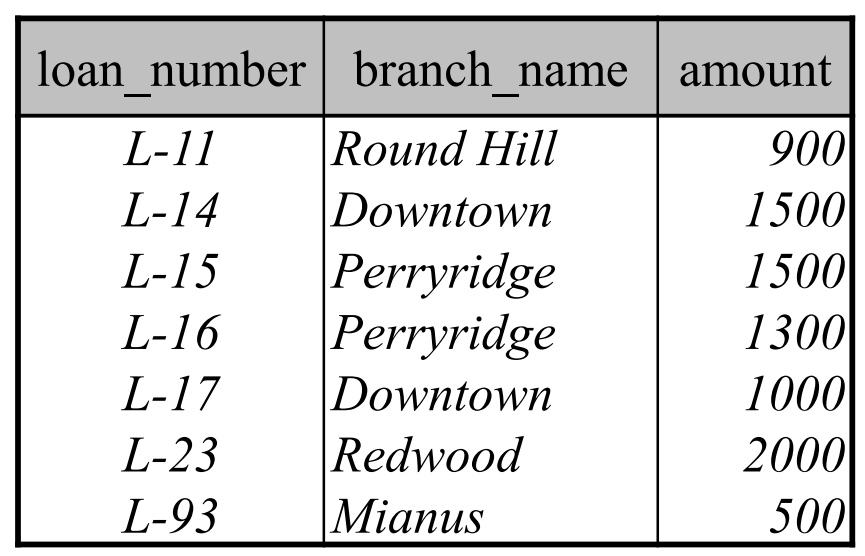 loan_number branch_name amount
L-11 Round Hill 900
L-14 Downtown 1500
L-15 Perryridge 1500
L-16 Perryridge 1300
L-17 Downtown 1000
L-23 Redwood 2000
L-93 Mianus 500